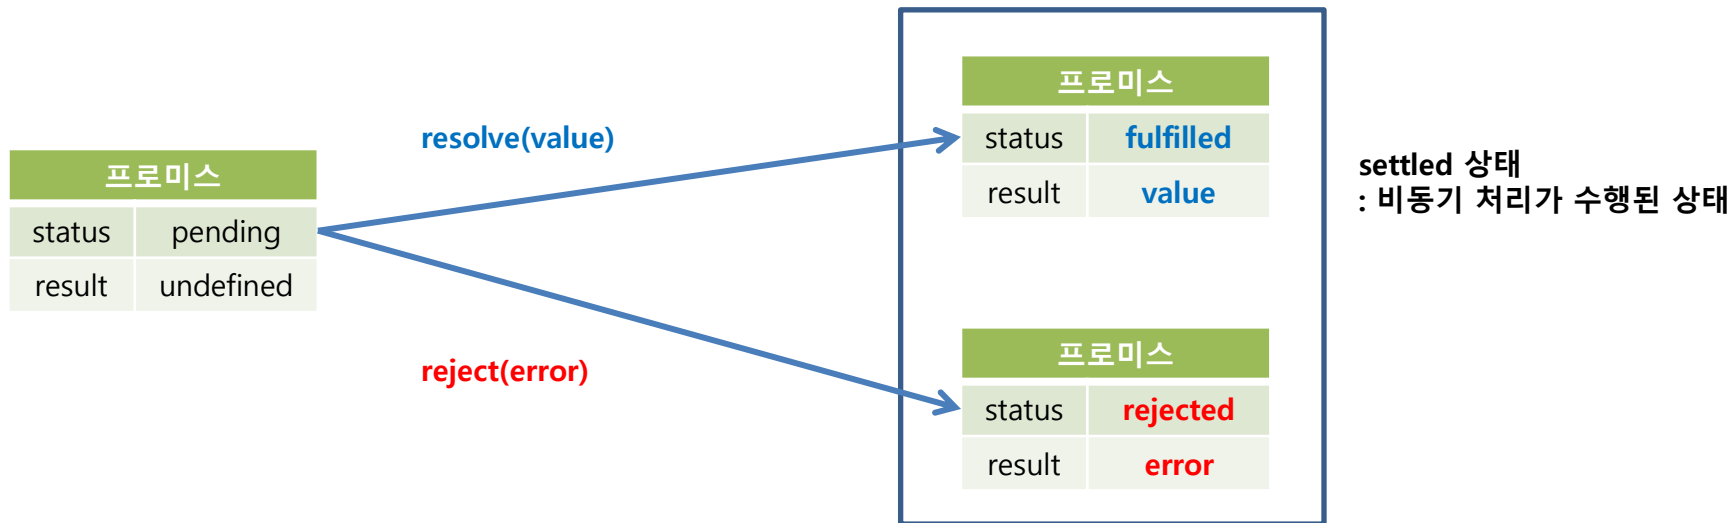 프로미스
status pending
result undefined
resolve(value)
reject(error)
프로미스
status fulfilled
result value
프로미스
status rejected
result error
settled 상태
: 비동기 처리가 수행된 상태